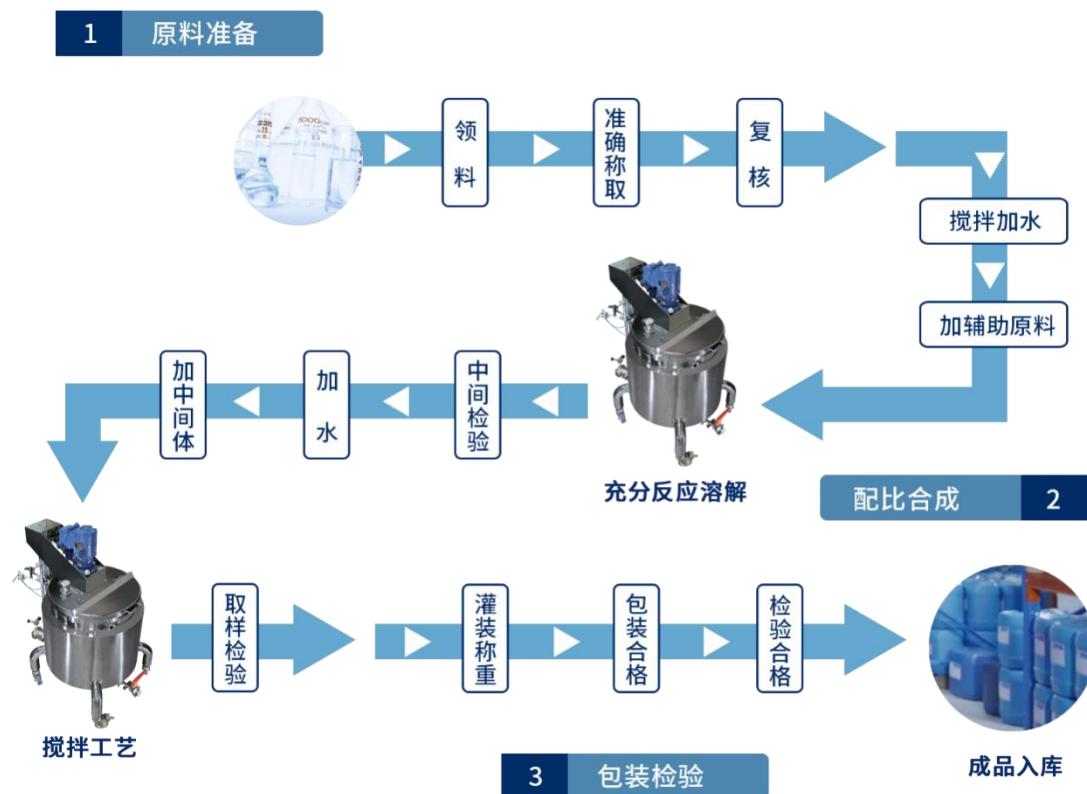 1 原料准备
1000
领料
准确称取
复核
搅拌加水
加辅助原料
充分反应溶解
中间检验
加水
加中间体
配比合成 2
搅拌工艺
取样检验
灌装称重
包装合格
检验合格
成品入库
3 包装检验